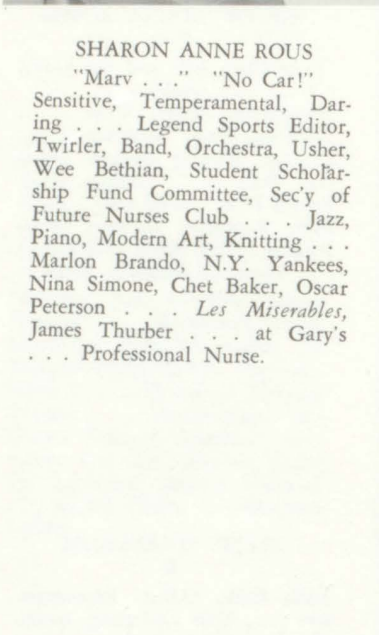 SHARON ANNE ROUS
"Marv . . ." "No Car!"
Sensitive, Temperamental, Dar-
ing . . . Legend Sports Editor,
Twirler, Band, Orchestra, Usher,
Wee Bethian, Student Scholar-
ship Fund Committee, Sec'y of
Future Nurses Club . . . Jazz,
Piano, Modern Art, Knitting . . .
Marlon Brando, N.Y. Yankees,
Nina Simone, Chet Baker, Oscar
Peterson . . . Les Miserables,
James Thurber . . . at Gary's
. . . Professional Nurse.